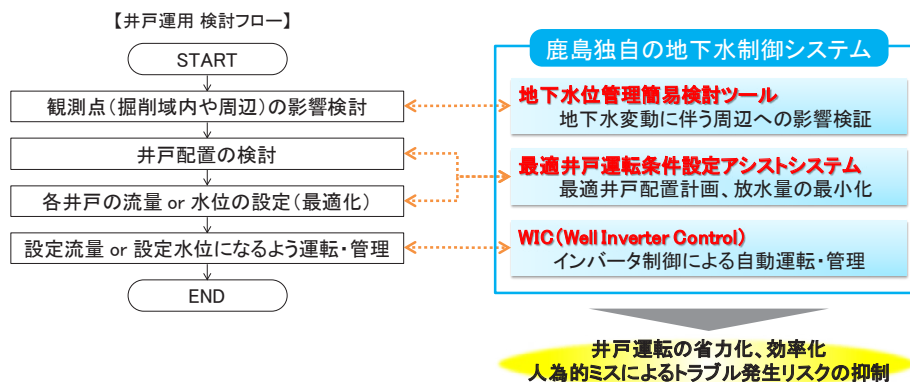 【井戸運用 検討フロー】
START
観測点（掘削域内や周辺）の影響検討
井戸配置の検討
各井戸の流量 or 水位の設定（最適化）
設定流量 or 設定水位になるよう運転・管理
END
鹿島独自の地下水制御システム
地下水位管理簡易検討ツール
地下水変動に伴う周辺への影響検証
最適井戸運転条件設定アシストシステム
最適井戸配置計画、放水量の最小化
WIC（Well Inverter Control）
インバータ制御による自動運転・管理
井戸運転の省力化、効率化
人為的ミスによるトラブル発生リスクの抑制